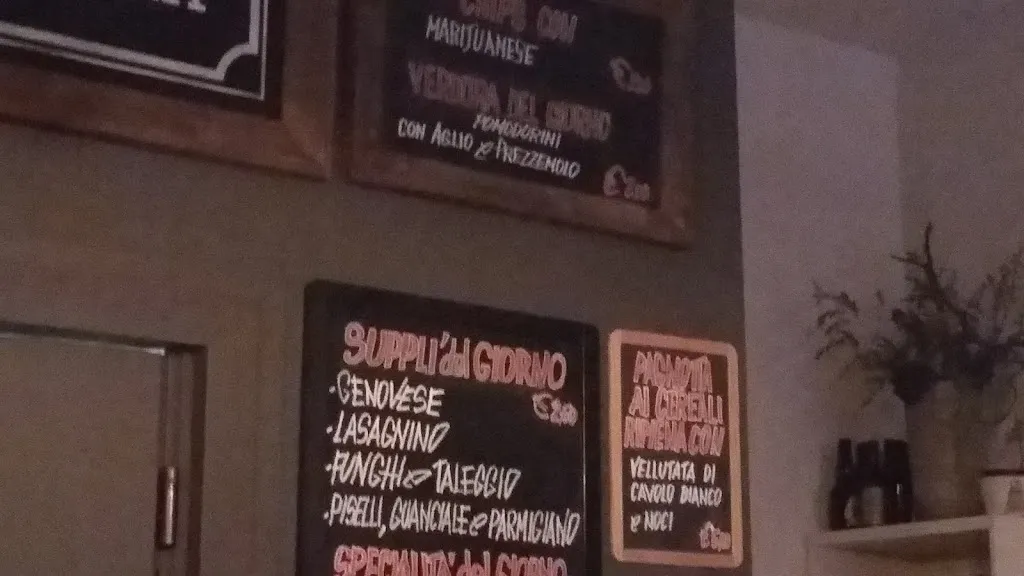 CHIPS CON
MARIJUANESE
VERDURA DEL GIORNO
POMODORINI
CON AGLIO e PREZZEMOLO
SUPPLI' del GIORNO
• GENOVESE
• LASAGNINO
• FUNGHI e TALEGGIO
• PISELLI, GUANCIALE e PARMIGIANO
SPECIALITÀ del GIORNO
PAGNOTTA
AI CEREALI
RIPIENA CON
VELLUTATA DI
CAVOLO BIANCO
e NOCI